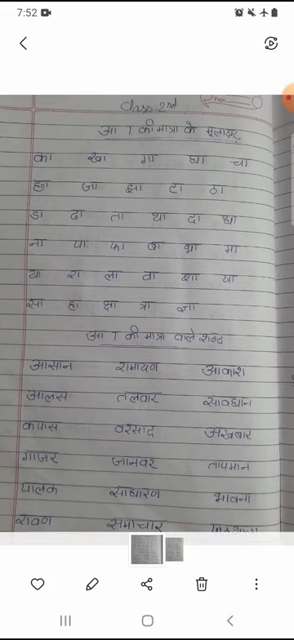 7:52
Class 2nd
आ ा की मात्रा के मूलाक्षर
का खा गा घा चा
छा जा झा टा ठा
डा ढा ता था दा धा
ना पा फा बा भा मा
या रा ला वा शा षा
सा हा क्षा त्रा ज्ञा
आ ा की मात्रा वाले शब्द
आसान रामायण आकाश
आलस तलवार सावधान
कपास बरसाद अखबार
गाजर जानवर तापमान
पालक साधारण भावना
रावण समाचार